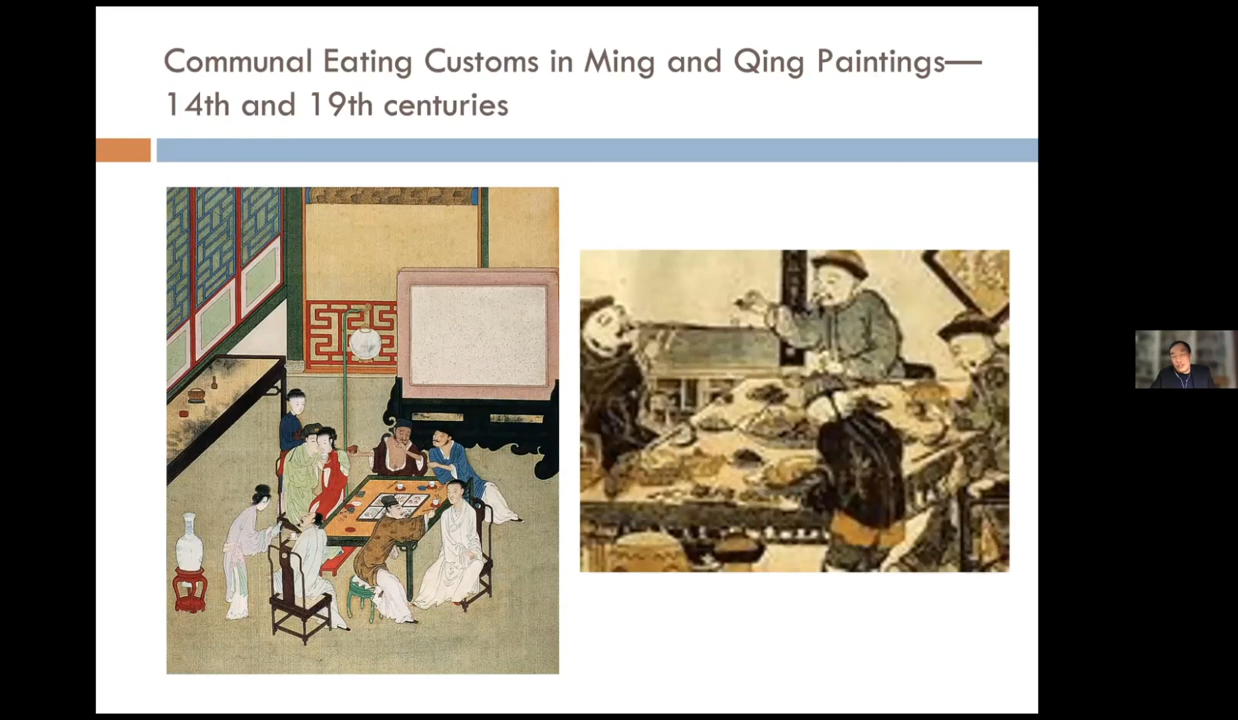 Communal Eating Customs in Ming and Qing Paintings—
14th and 19th centuries